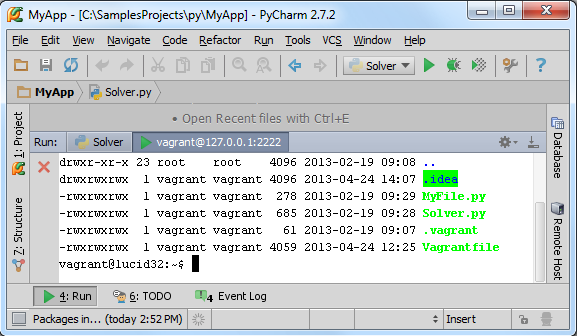 MyApp - [C:\SamplesProjects\py\MyApp] - PyCharm 2.7.2
File Edit View Navigate Code Refactor Run Tools VCS Window Help
Solver
MyApp Solver.py
• Open Recent files with Ctrl+E
1: Project
Z: Structure
Database
Remote Host
Run: Solver vagrant@127.0.0.1:2222
drwxr-xr-x 23 root root 4096 2013-02-19 09:08 ..
drwxrwxrwx 1 vagrant vagrant 4096 2013-04-24 14:07 .idea
-rwxrwxrwx 1 vagrant vagrant 278 2013-02-19 09:29 MyFile.py
-rwxrwxrwx 1 vagrant vagrant 685 2013-02-19 09:28 Solver.py
-rwxrwxrwx 1 vagrant vagrant 61 2013-02-19 09:07 .vagrant
-rwxrwxrwx 1 vagrant vagrant 4059 2013-04-24 12:25 Vagrantfile
vagrant@lucid32:~$
4: Run 6: TODO 4 Event Log
Packages in... (today 2:52 PM) Insert